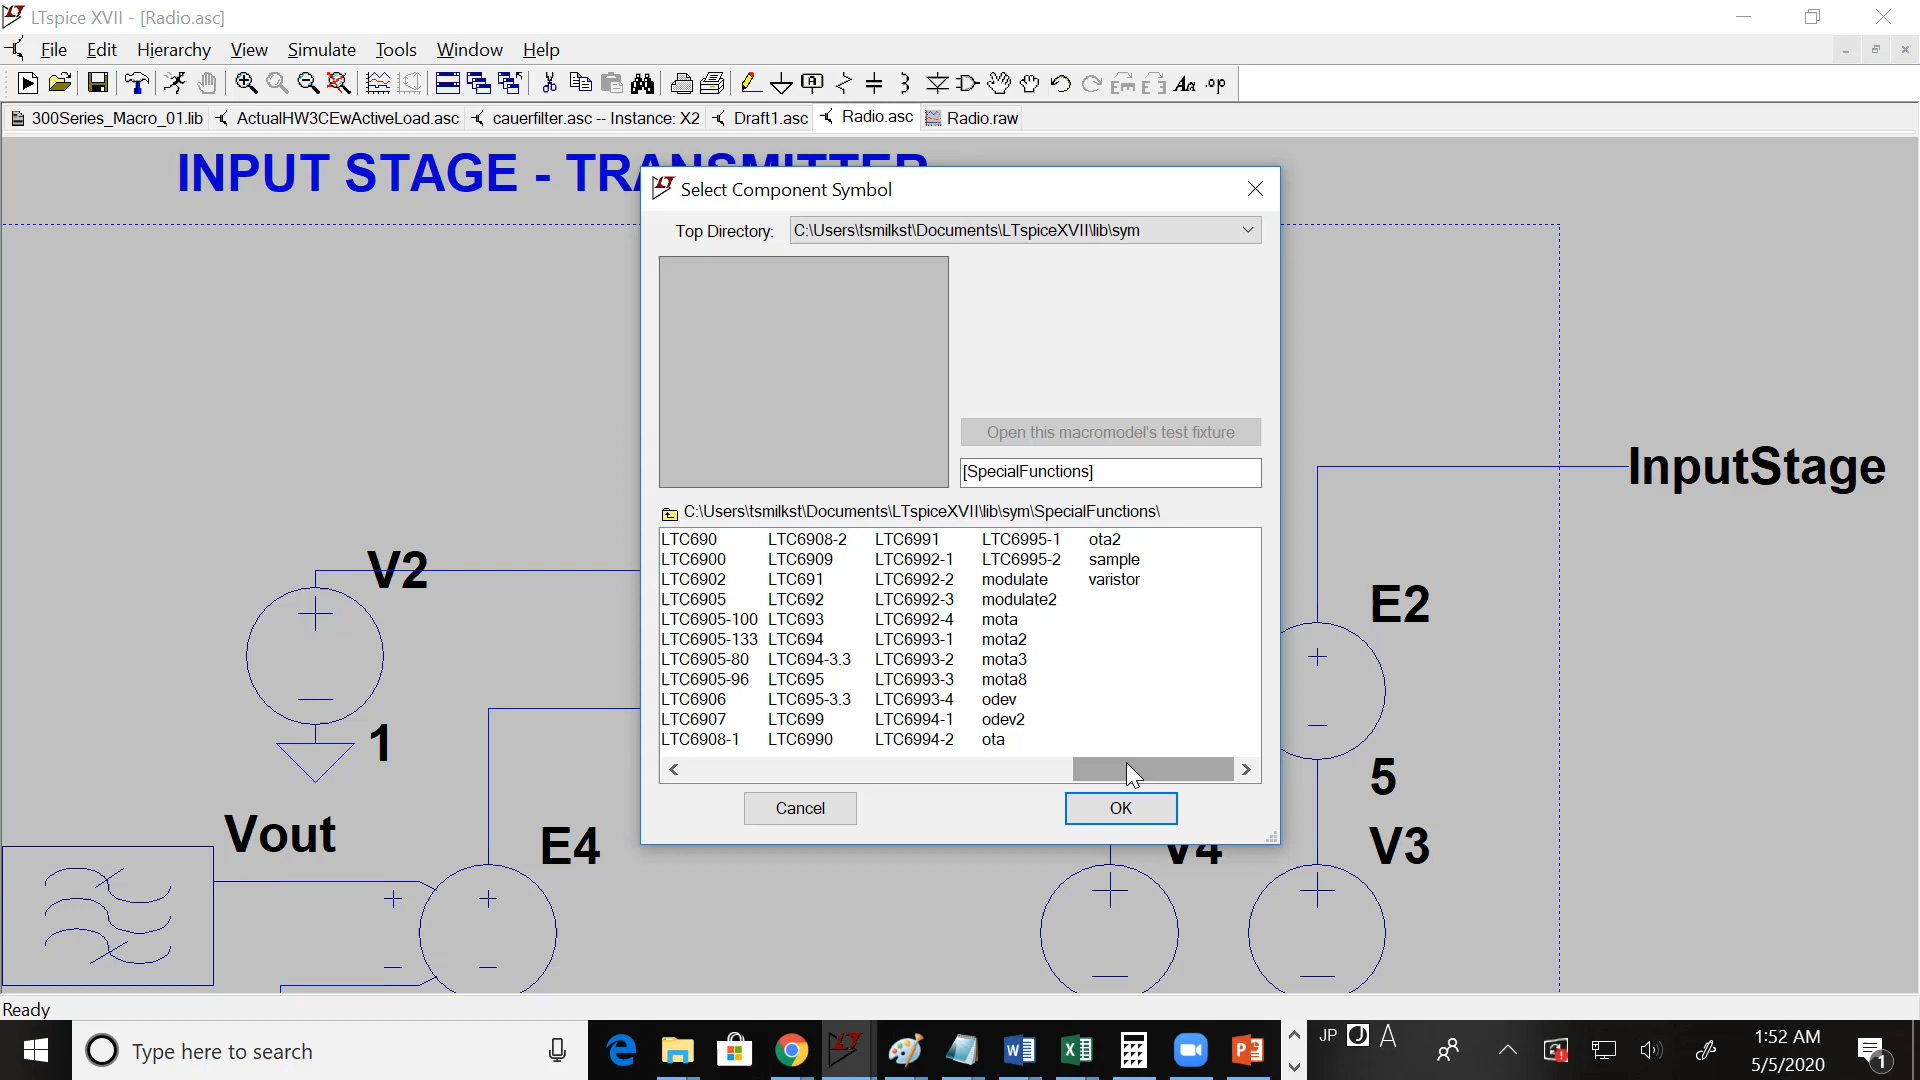 LTspice XVII - [Radio.asc]
File Edit Hierarchy View Simulate Tools Window Help
300Series_Macro_01.lib ActualHW3CEwActiveLoad.asc cauerfilter.asc -- Instance: X2 Draft1.asc Radio.asc Radio.raw
INPUT STAGE - TRANSMITTER
Select Component Symbol
Top Directory: C:\Users\tsmilkst\Documents\LTspiceXVII\lib\sym
Open this macromodel's test fixture
[SpecialFunctions]
C:\Users\tsmilkst\Documents\LTspiceXVII\lib\sym\SpecialFunctions\
LTC690 LTC6908-2 LTC6991 LTC6995-1 ota2
LTC6900 LTC6909 LTC6992-1 LTC6995-2 sample
LTC6902 LTC691 LTC6992-2 modulate varistor
LTC6905 LTC692 LTC6992-3 modulate2
LTC6905-100 LTC693 LTC6992-4 mota
LTC6905-133 LTC694 LTC6993-1 mota2
LTC6905-80 LTC694-3.3 LTC6993-2 mota3
LTC6905-96 LTC695 LTC6993-3 mota8
LTC6906 LTC695-3.3 LTC6993-4 odev
LTC6907 LTC699 LTC6994-1 odev2
LTC6908-1 LTC6990 LTC6994-2 ota
Cancel OK
InputStage
V2
1
E2
5
Vout
E4
V4
V3
Ready
Type here to search
JP A
1:52 AM
5/5/2020
1